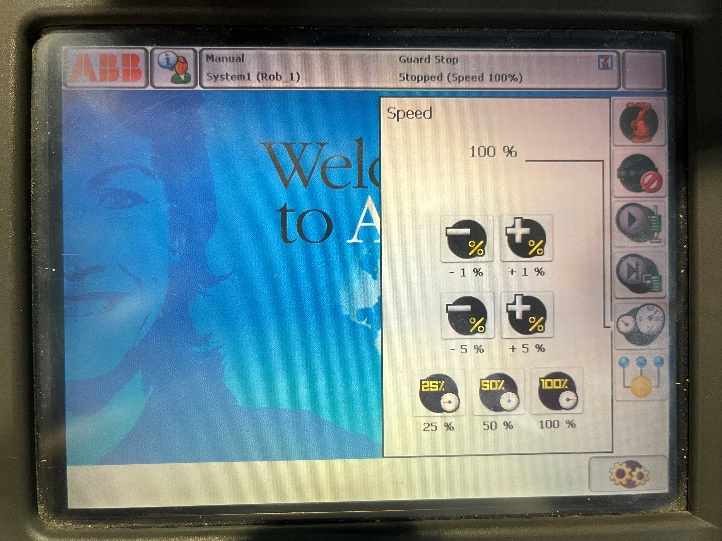 ABB
Manual
System1 (Rob_1)
Guard Stop
Stopped (Speed 100%)
Welc
to A
Speed
100 %
%
%
- 1 %
+ 1 %
%
%
- 5 %
+ 5 %
25%
50%
100%
25 %
50 %
100 %